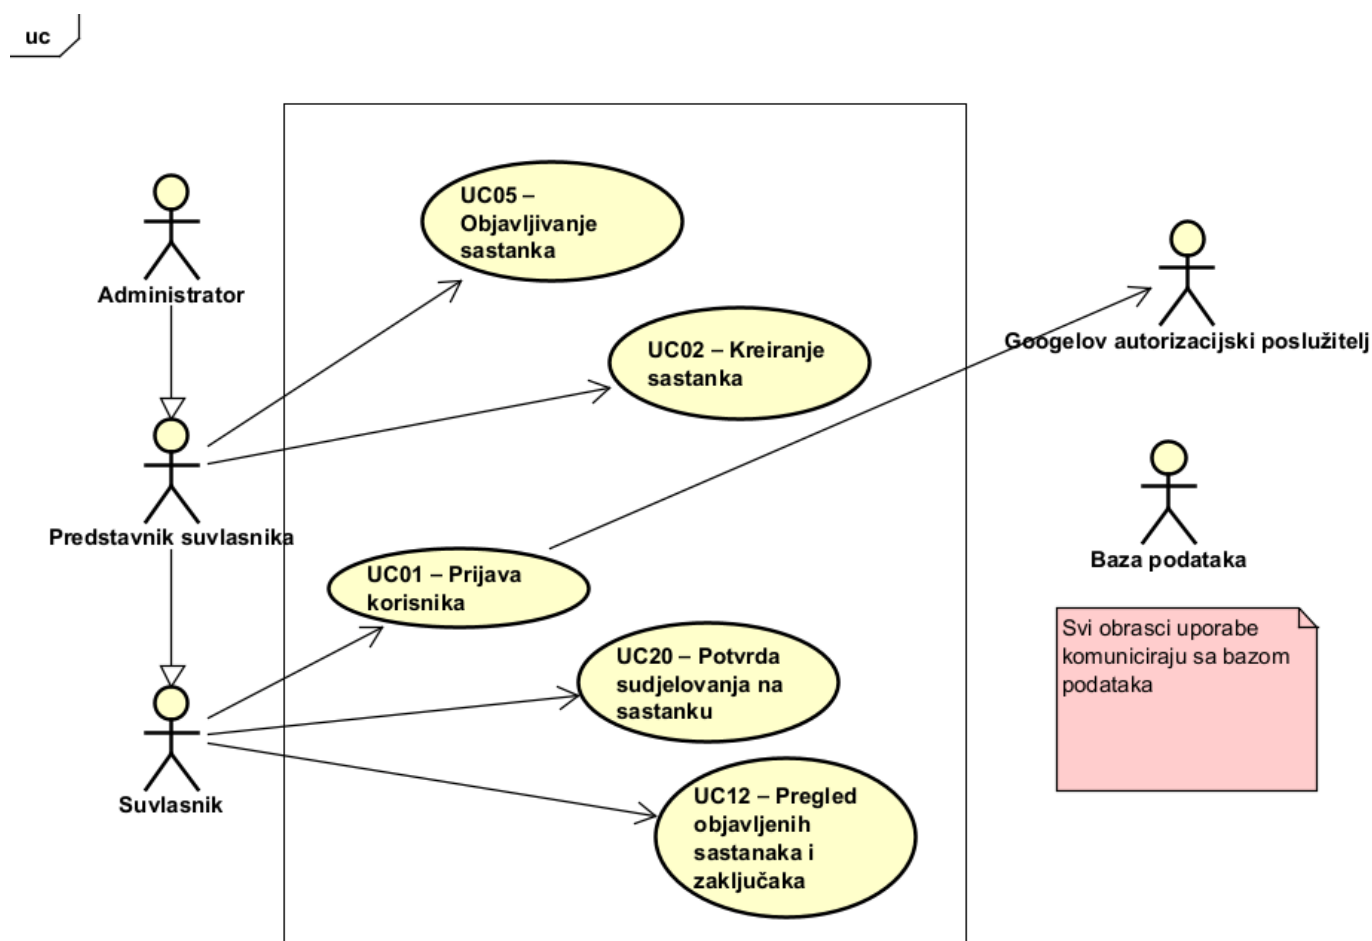 uc
UC05 –
Objavljivanje
sastanka
Administrator
Googelov autorizacijski poslužitelj
UC02 – Kreiranje
sastanka
Predstavnik suvlasnika
Baza podataka
UC01 – Prijava
korisnika
Svi obrasci uporabe
komuniciraju sa bazom
podataka
UC20 – Potvrda
sudjelovanja na
sastanku
Suvlasnik
UC12 – Pregled
objavljenih
sastanaka i
zaključaka